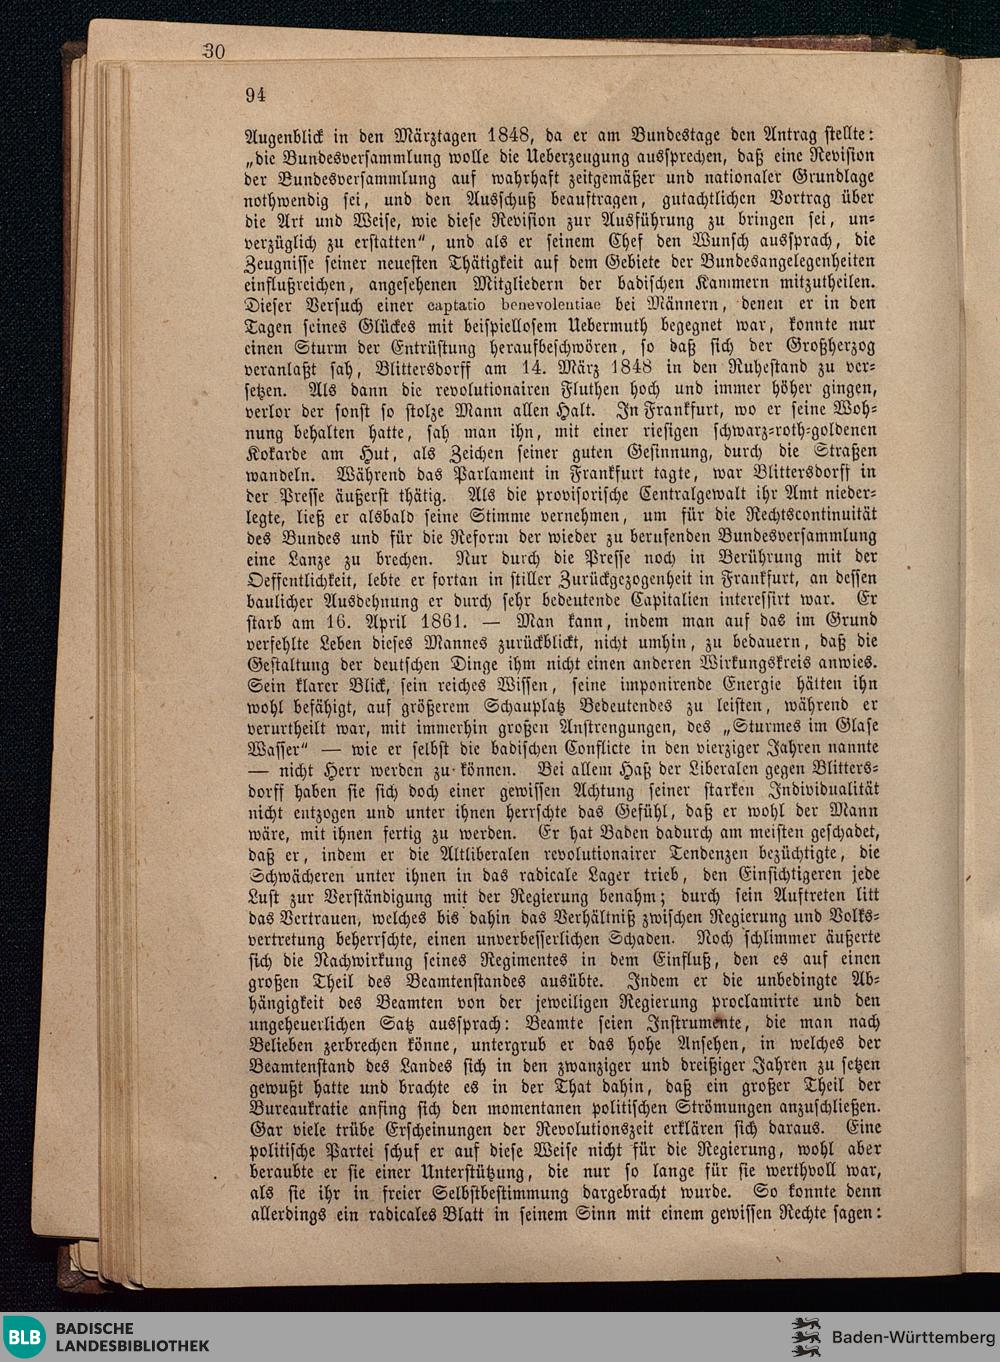 30
94
Augenblick in den Märztagen 1848, da er am Bundestage den Antrag stellte:
„die Bundesversammlung wolle die Ueberzeugung aussprechen, daß eine Revision
der Bundesversammlung auf wahrhaft zeitgemäßer und nationaler Grundlage
nothwendig sei, und den Ausschuß beauftragen, gutachtlichen Vortrag über
die Art und Weise, wie diese Revision zur Ausführung zu bringen sei, un-
verzüglich zu erstatten“, und als er seinem Chef den Wunsch aussprach, die
Zeugnisse seiner neuesten Thätigkeit auf dem Gebiete der Bundesangelegenheiten
einflußreichen, angesehenen Mitgliedern der badischen Kammern mitzutheilen.
Dieser Versuch einer captatio benevolentiae bei Männern, denen er in den
Tagen seines Glückes mit beispiellosem Uebermuth begegnet war, konnte nur
einen Sturm der Entrüstung heraufbeschwören, so daß sich der Großherzog
veranlaßt sah, Blittersdorff am 14. März 1848 in den Ruhestand zu ver-
setzen. Als dann die revolutionairen Fluthen hoch und immer höher gingen,
verlor der sonst so stolze Mann allen Halt. In Frankfurt, wo er seine Woh-
nung behalten hatte, sah man ihn, mit einer riesigen schwarz-roth-goldenen
Kokarde am Hut, als Zeichen seiner guten Gesinnung, durch die Straßen
wandeln. Während das Parlament in Frankfurt tagte, war Blittersdorff in
der Presse äußerst thätig. Als die provisorische Centralgewalt ihr Amt nieder-
legte, ließ er alsbald seine Stimme vernehmen, um für die Rechtscontinuität
des Bundes und für die Reform der wieder zu berufenden Bundesversammlung
eine Lanze zu brechen. Nur durch die Presse noch in Berührung mit der
Oeffentlichkeit, lebte er fortan in stiller Zurückgezogenheit in Frankfurt, an dessen
baulicher Ausdehnung er durch sehr bedeutende Capitalien interessirt war. Er
starb am 16. April 1861. — Man kann, indem man auf das im Grund
verfehlte Leben dieses Mannes zurückblickt, nicht umhin, zu bedauern, daß die
Gestaltung der deutschen Dinge ihm nicht einen anderen Wirkungskreis anwies.
Sein klarer Blick, sein reiches Wissen, seine imponirende Energie hätten ihn
wohl befähigt, auf größerem Schauplatz Bedeutendes zu leisten, während er
verurtheilt war, mit immerhin großen Anstrengungen, des „Sturmes im Glase
Wasser“ — wie er selbst die badischen Conflicte in den vierziger Jahren nannte
— nicht Herr werden zu können. Bei allem Haß der Liberalen gegen Blitters-
dorff haben sie sich doch einer gewissen Achtung seiner starken Individualität
nicht entzogen und unter ihnen herrschte das Gefühl, daß er wohl der Mann
wäre, mit ihnen fertig zu werden. Er hat Baden dadurch am meisten geschadet,
daß er, indem er die Altliberalen revolutionairer Tendenzen bezüchtigte, die
Schwächeren unter ihnen in das radicale Lager trieb, den Einsichtigeren jede
Lust zur Verständigung mit der Regierung benahm; durch sein Auftreten litt
das Vertrauen, welches bis dahin das Verhältniß zwischen Regierung und Volks-
vertretung beherrschte, einen unverbesserlichen Schaden. Noch schlimmer äußerte
sich die Nachwirkung seines Regimentes in dem Einfluß, den es auf einen
großen Theil des Beamtenstandes ausübte. Indem er die unbedingte Ab-
hängigkeit des Beamten von der jeweiligen Regierung proclamirte und den
ungeheuerlichen Satz aussprach: Beamte seien Instrumente, die man nach
Belieben zerbrechen könne, untergrub er das hohe Ansehen, in welches der
Beamtenstand des Landes sich in den zwanziger und dreißiger Jahren zu setzen
gewußt hatte und brachte es in der That dahin, daß ein großer Theil der
Bureaukratie anfing sich den momentanen politischen Strömungen anzuschließen.
Gar viele trübe Erscheinungen der Revolutionszeit erklären sich daraus. Eine
politische Partei schuf er auf diese Weise nicht für die Regierung, wohl aber
beraubte er sie einer Unterstützung, die nur so lange für sie werthvoll war,
als sie ihr in freier Selbstbestimmung dargebracht wurde. So konnte denn
allerdings ein radicales Blatt in seinem Sinn mit einem gewissen Rechte sagen:
BLB BADISCHE
LANDESBIBLIOTHEK
Baden-Württemberg